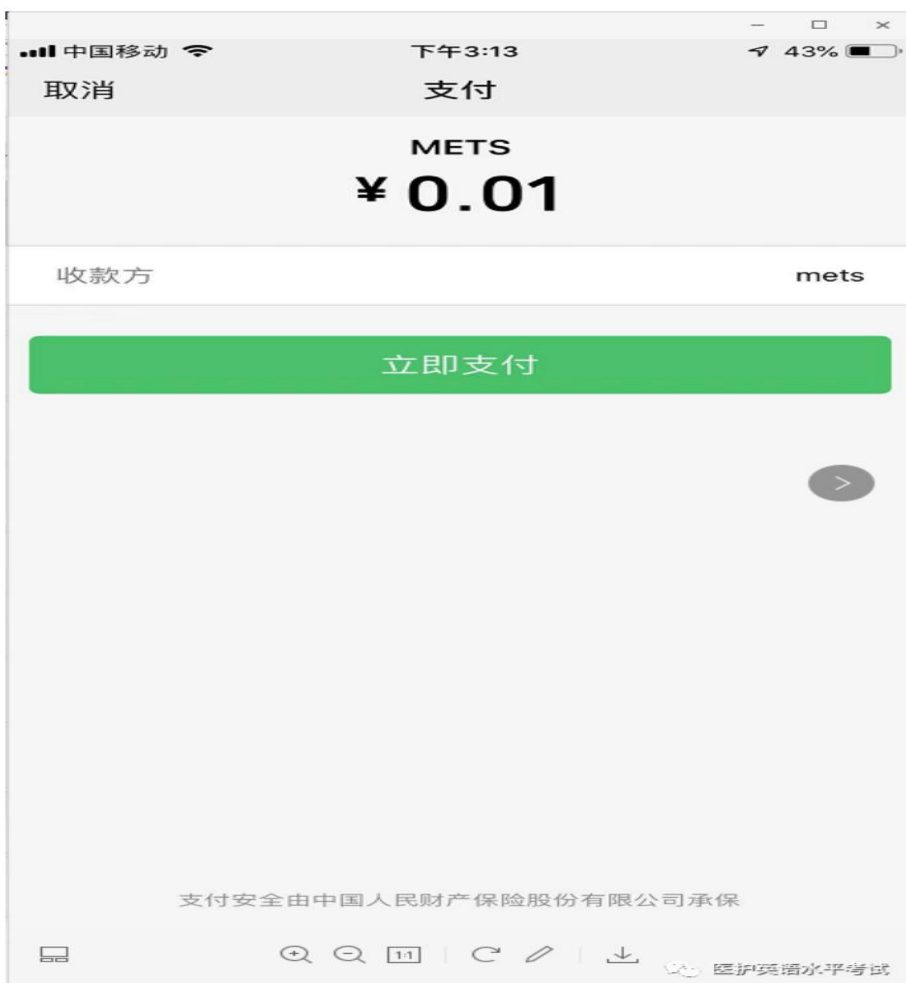 中国移动 下午3:13 43%
取消 支付
METS
¥0.01
收款方 mets
立即支付
>
支付安全由中国人民财产保险股份有限公司承保
1:1
医护英语水平考试